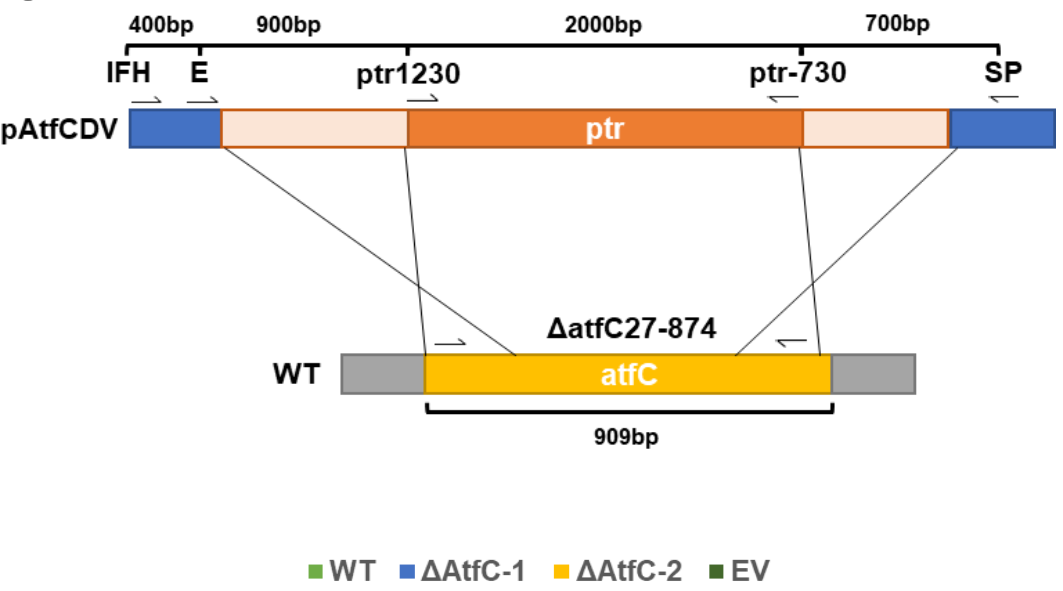 400bp 900bp 2000bp 700bp
IFH E ptr1230 ptr-730 SP
pAtfCDV ptr
ΔatfC27-874
WT atfC
909bp
WT ΔAtfC-1 ΔAtfC-2 EV